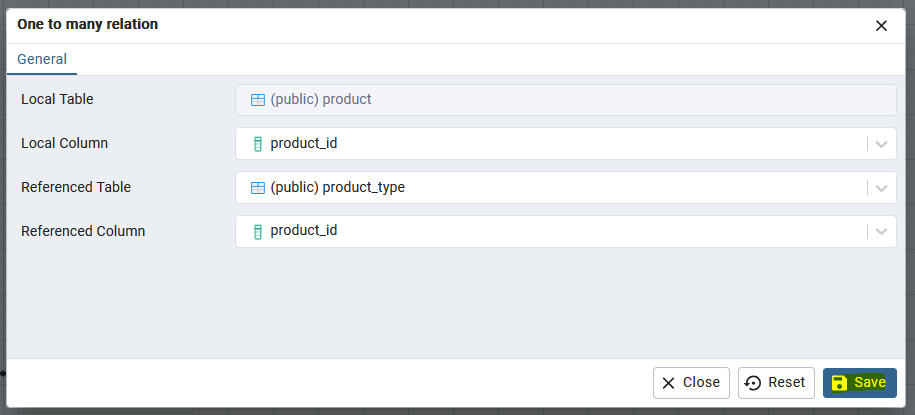 One to many relation
General
Local Table (public) product
Local Column product_id
Referenced Table (public) product_type
Referenced Column product_id
Close Reset Save